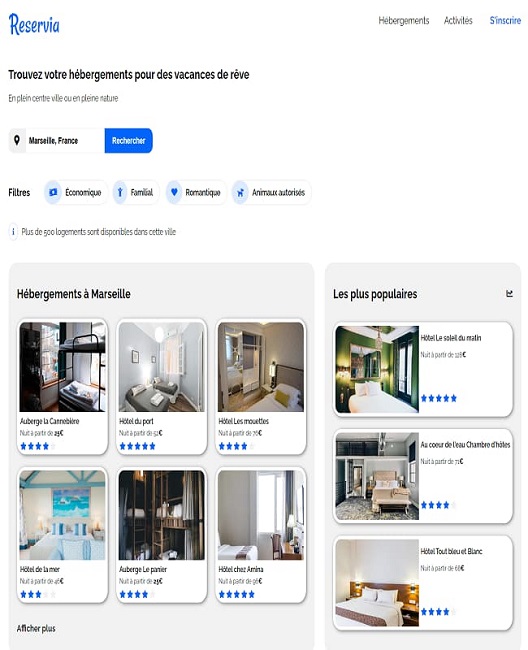 Reservia
Hébergements Activités S'inscrire
Trouvez votre hébergements pour des vacances de rêve
En plein centre ville ou en pleine nature
Marseille, France Rechercher
Filtres Économique Familial Romantique Animaux autorisés
Plus de 500 logements sont disponibles dans cette ville
Hébergements à Marseille
Auberge la Cannebière
Nuit à partir de 25€
Hôtel du port
Nuit à partir de 52€
Hôtel Les mouettes
Nuit à partir de 76€
Hôtel de la mer
Nuit à partir de 46€
Auberge Le panier
Nuit à partir de 23€
Hôtel chez Amina
Nuit à partir de 96€
Afficher plus
Les plus populaires
Hôtel Le soleil du matin
Nuit à partir de 128€
Au coeur de l'eau Chambre d'hôtes
Nuit à partir de 71€
Hôtel Tout bleu et Blanc
Nuit à partir de 68€